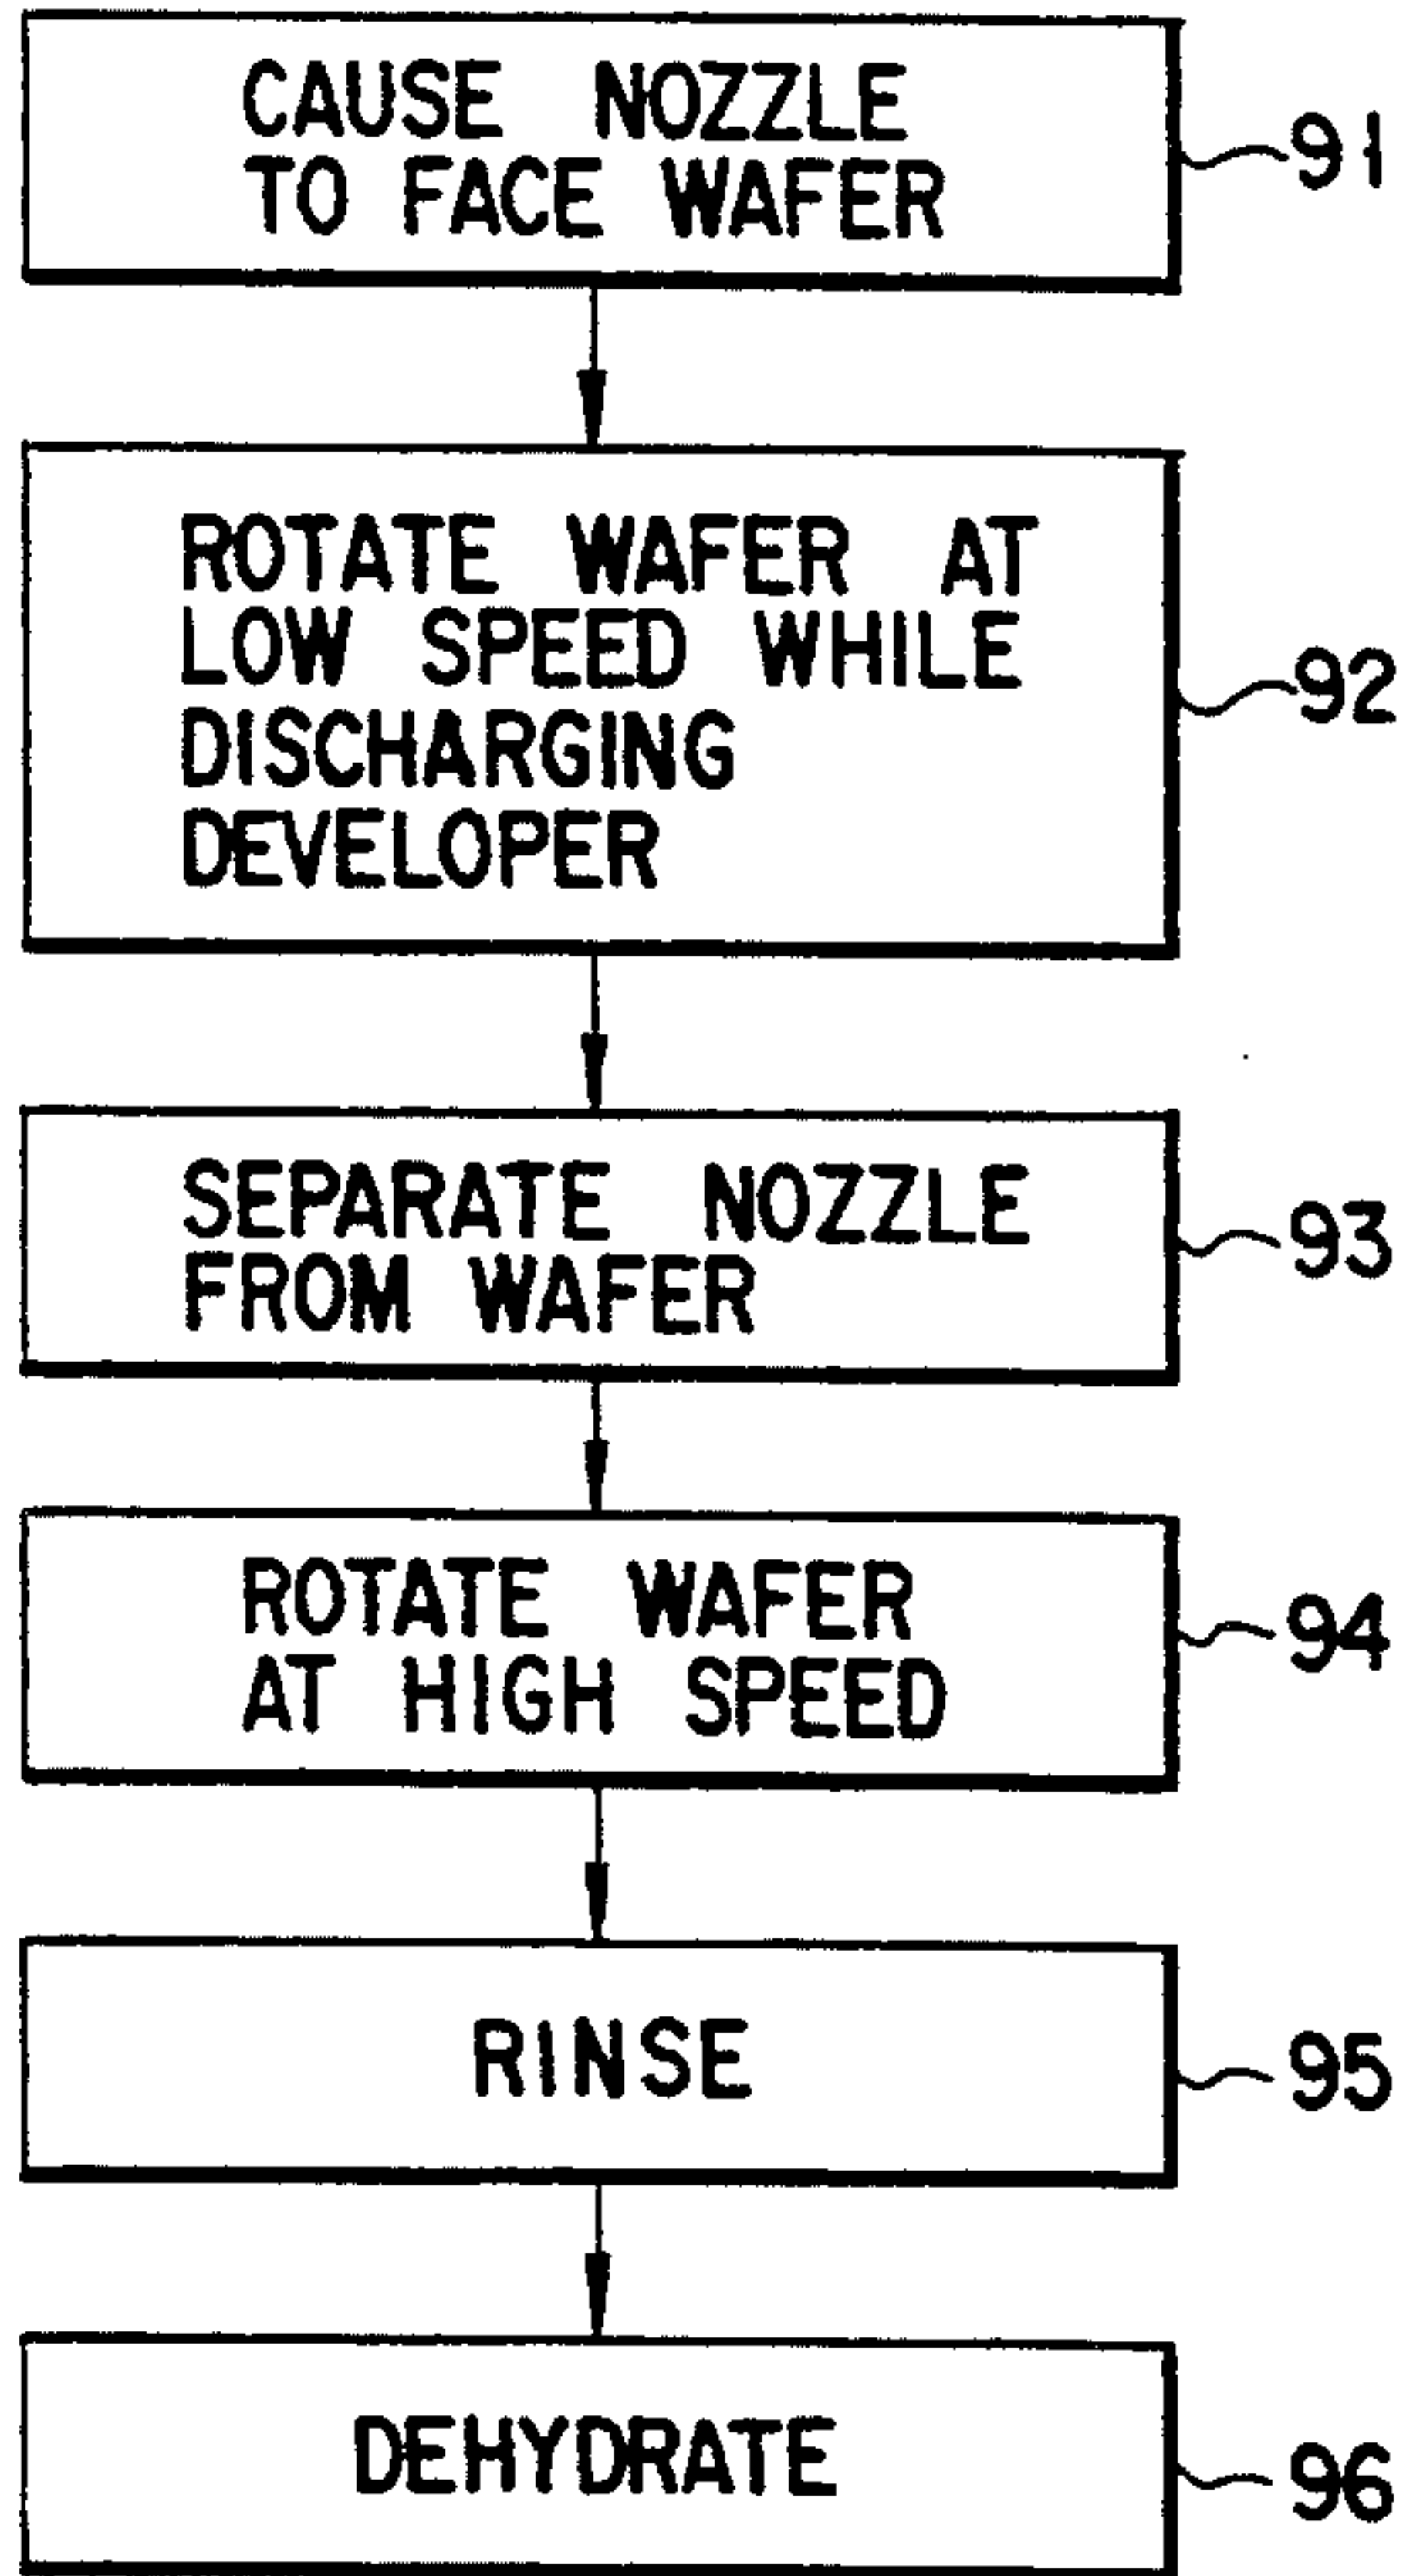 CAUSE NOZZLE
TO FACE WAFER
91
ROTATE WAFER AT
LOW SPEED WHILE
DISCHARGING
DEVELOPER
92
SEPARATE NOZZLE
FROM WAFER
93
ROTATE WAFER
AT HIGH SPEED
94
RINSE
95
DEHYDRATE
96